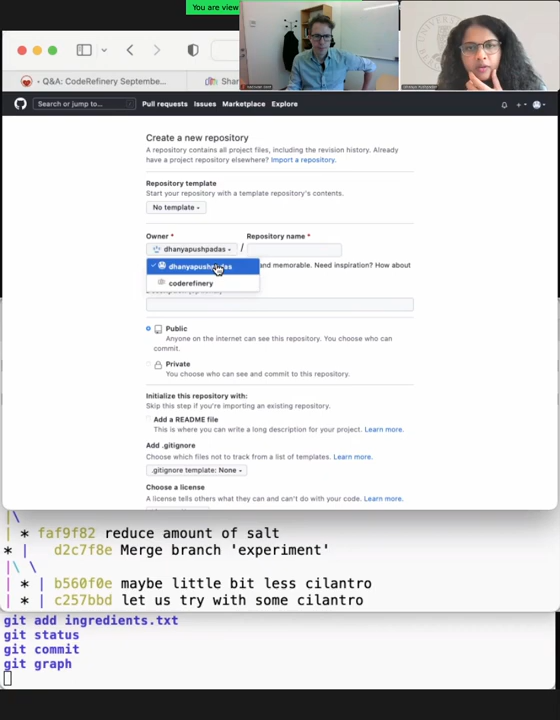 You are view
Q&A: CodeRefinery Septembe...
Shar
Search or jump to...
Pull requests Issues Marketplace Explore
Create a new repository
A repository contains all project files, including the revision history. Already
have a project repository elsewhere? Import a repository.
Repository template
Start your repository with a template repository's contents.
No template
Owner * Repository name *
dhanyapushpadas /
dhanyapushpadas
and memorable. Need inspiration? How about
coderefinery
Public
Anyone on the internet can see this repository. You choose who can
commit.
Private
You choose who can see and commit to this repository.
Initialize this repository with:
Skip this step if you're importing an existing repository.
Add a README file
This is where you can write a long description for your project. Learn more.
Add .gitignore
Choose which files not to track from a list of templates. Learn more.
.gitignore template: None
Choose a license
A license tells others what they can and can't do with your code. Learn more.
|\
| * faf9f82 reduce amount of salt
* | d2c7f8e Merge branch 'experiment'
|\ \
| * | b560f0e maybe little bit less cilantro
| * | c257bbd let us try with some cilantro
git add ingredients.txt
git status
git commit
git graph